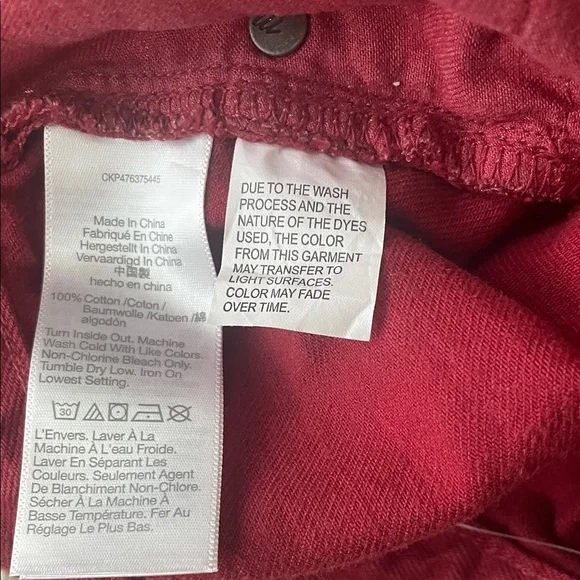 CKP476375445
Made In China
Fabriqué En Chine
Hergestellt In China
Vervaardigd In China
中国製
hecho en china
100% Cotton /Coton /
Baumwolle /Katoen /綿
algodón
Turn Inside Out. Machine
Wash Cold With Like Colors.
Non-Chlorine Bleach Only.
Tumble Dry Low. Iron On
Lowest Setting.
30
L'Envers. Laver À La
Machine À L'eau Froide.
Laver En Séparant Les
Couleurs. Seulement Agent
De Blanchiment Non-Chlore.
Sécher À La Machine À
Basse Température. Fer Au
Réglage Le Plus Bas.
DUE TO THE WASH
PROCESS AND THE
NATURE OF THE DYES
USED, THE COLOR
FROM THIS GARMENT
MAY TRANSFER TO
LIGHT SURFACES.
COLOR MAY FADE
OVER TIME.